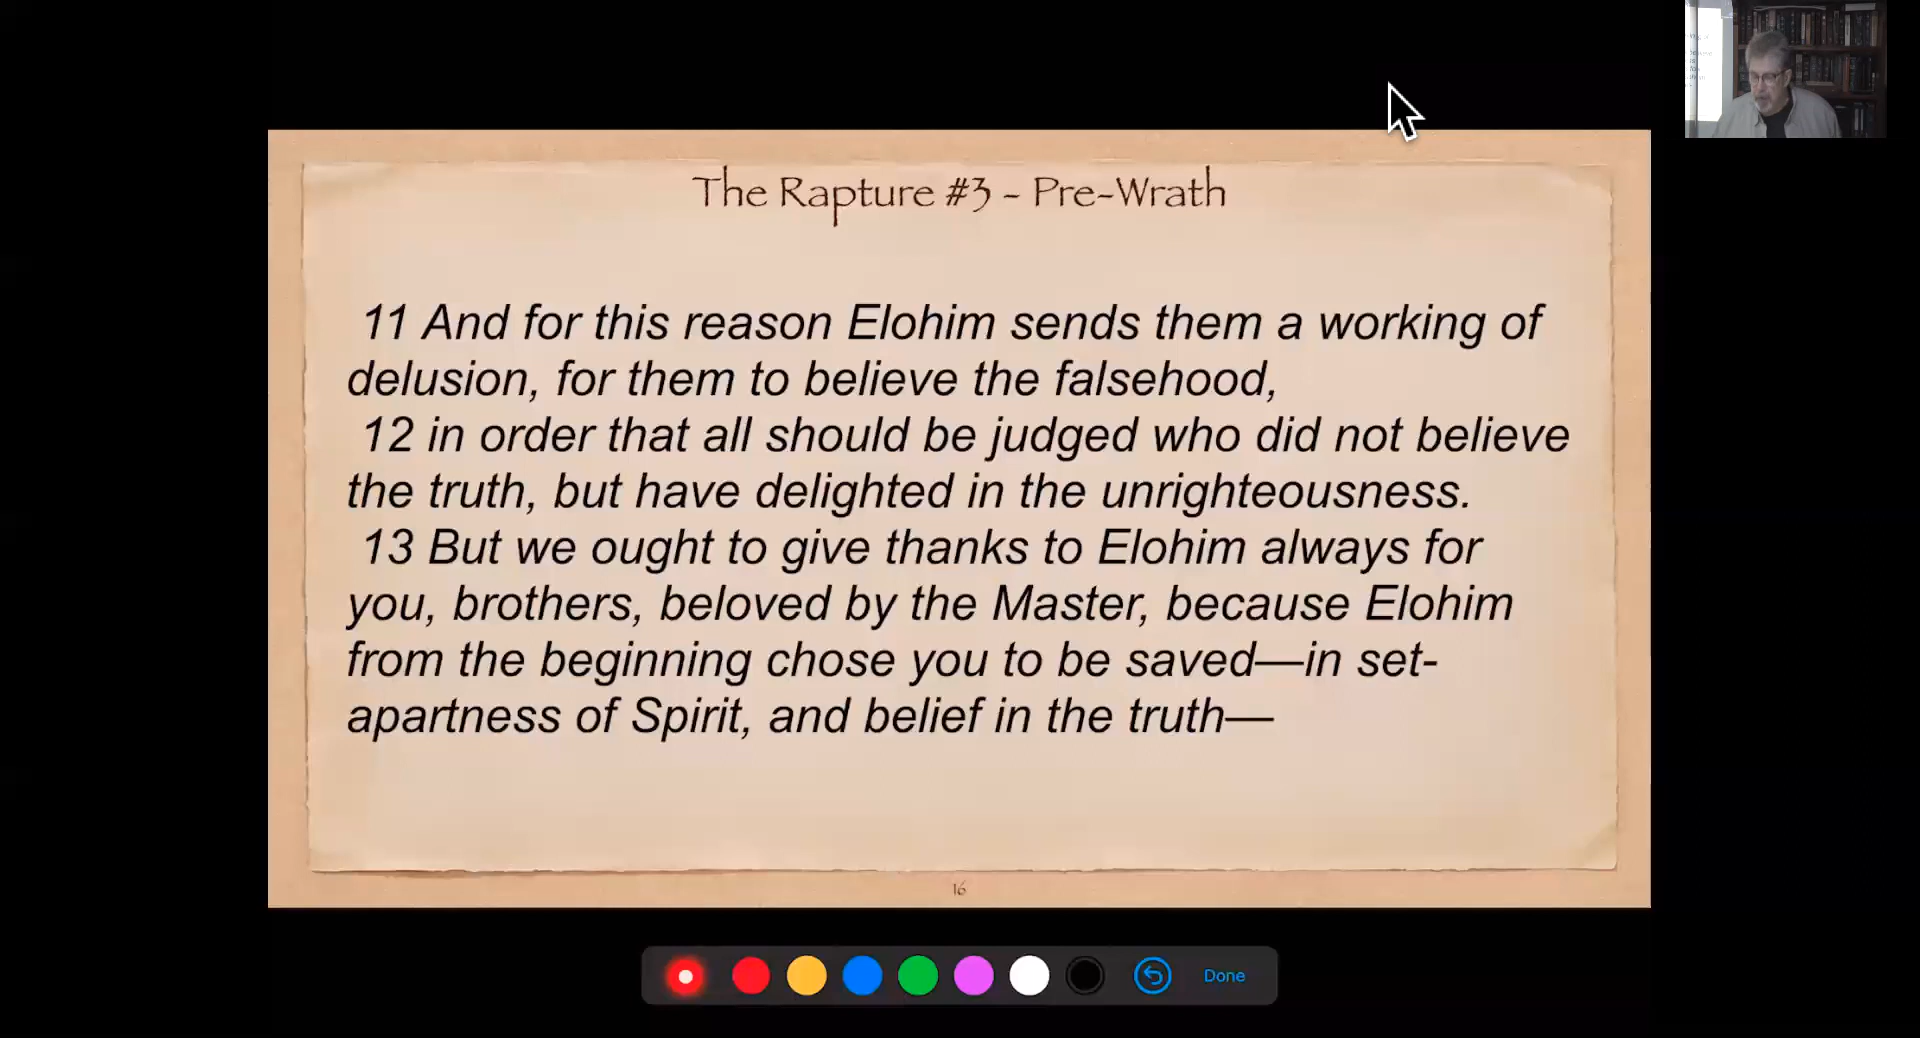 The Rapture #3 - Pre-Wrath
11 And for this reason Elohim sends them a working of
delusion, for them to believe the falsehood,
12 in order that all should be judged who did not believe
the truth, but have delighted in the unrighteousness.
13 But we ought to give thanks to Elohim always for
you, brothers, beloved by the Master, because Elohim
from the beginning chose you to be saved—in set-
apartness of Spirit, and belief in the truth—
16
Done